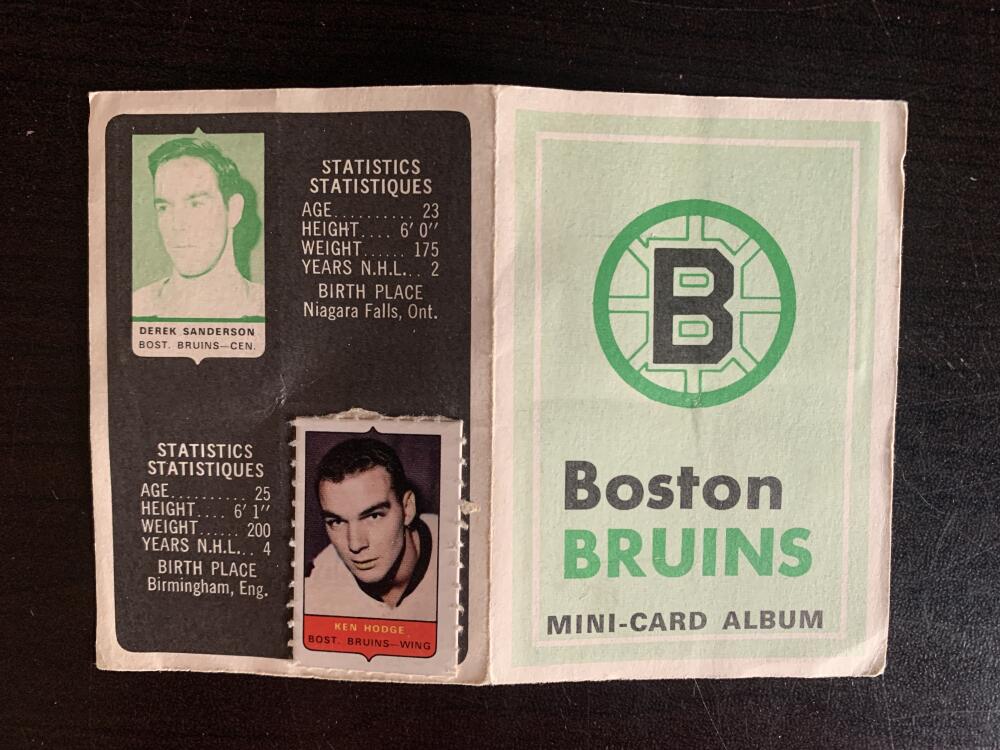 STATISTICS
STATISTIQUES
AGE.......... 23
HEIGHT.... 6' 0"
WEIGHT...... 175
YEARS N.H.L... 2
BIRTH PLACE
Niagara Falls, Ont.
DEREK SANDERSON
BOST. BRUINS—CEN.
STATISTICS
STATISTIQUES
AGE.......... 25
HEIGHT.... 6' 1"
WEIGHT...... 200
YEARS N.H.L... 4
BIRTH PLACE
Birmingham, Eng.
KEN HODGE
BOST. BRUINS—WING
B
Boston
BRUINS
MINI-CARD ALBUM